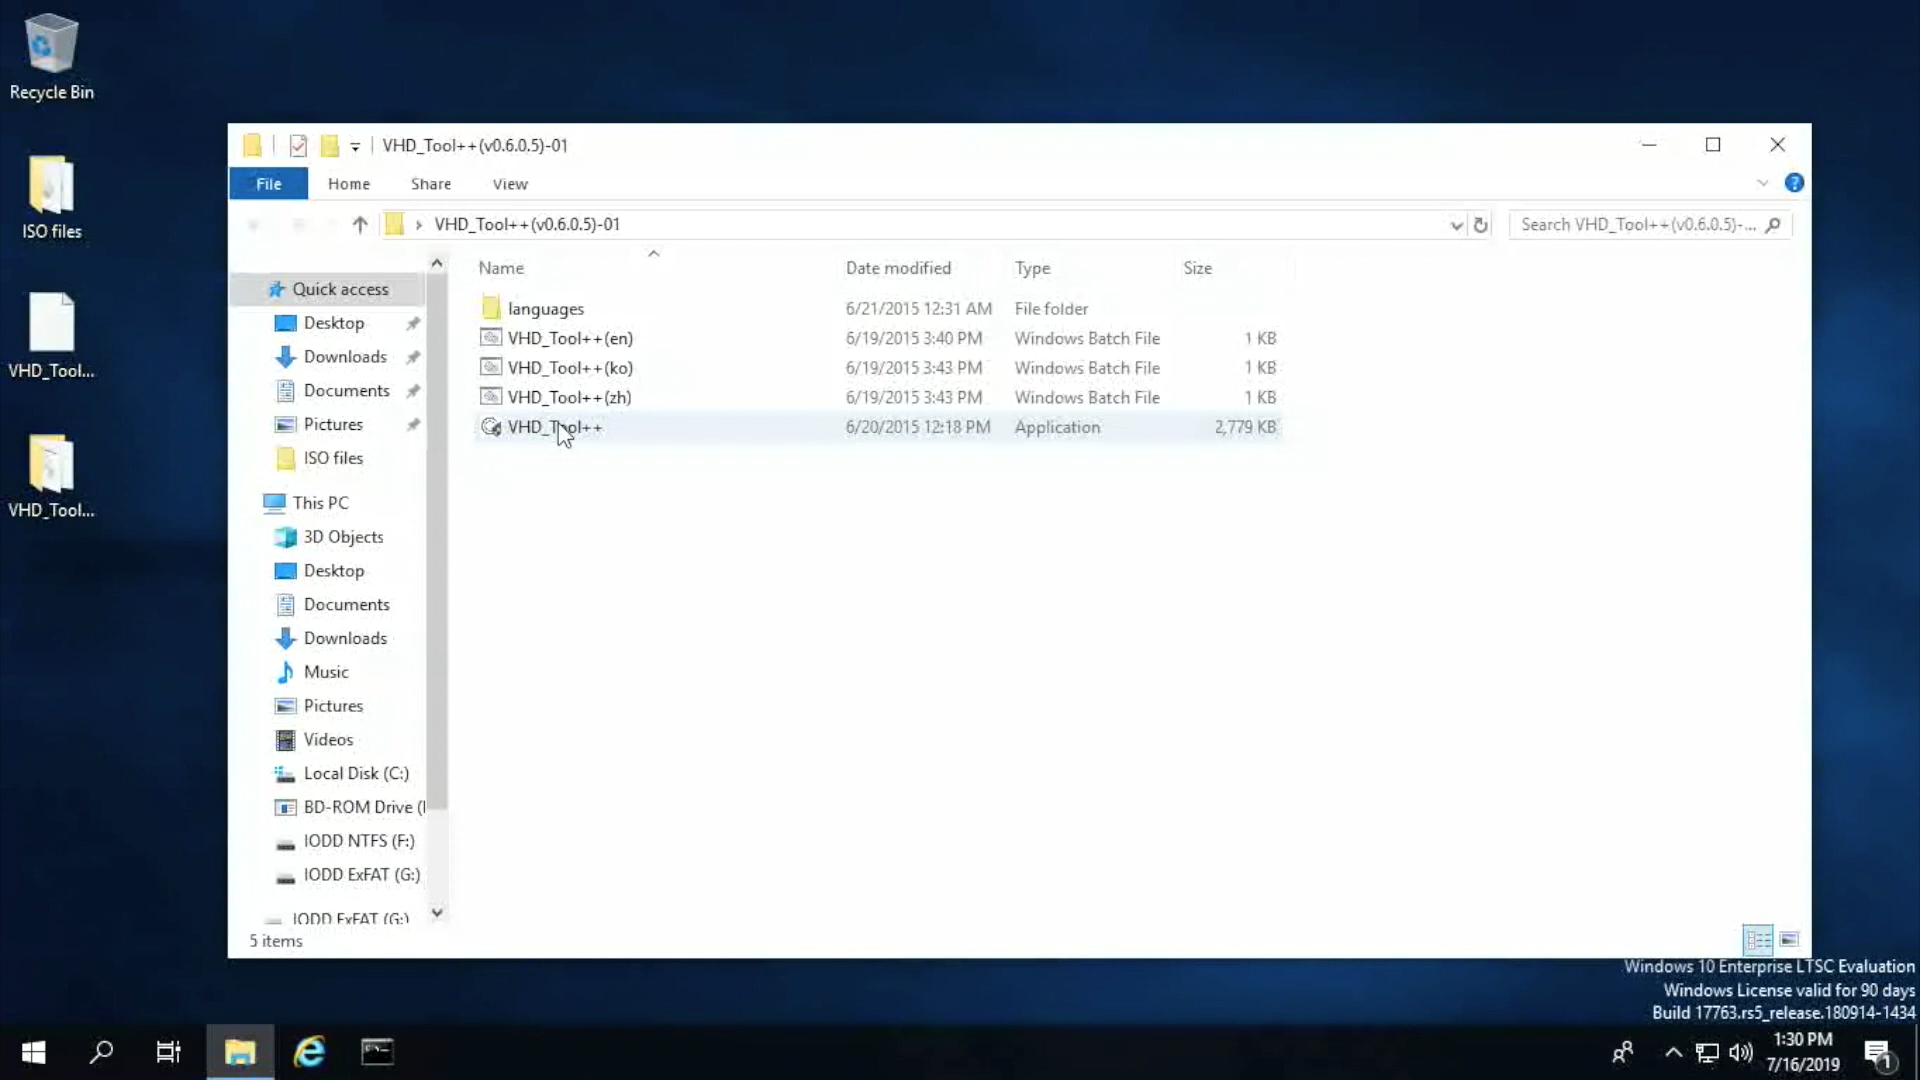 Recycle Bin
ISO files
VHD_Tool...
VHD_Tool...
VHD_Tool++(v0.6.0.5)-01
File Home Share View
VHD_Tool++(v0.6.0.5)-01
Search VHD_Tool++(v0.6.0.5)-...
Name Date modified Type Size
languages 6/21/2015 12:31 AM File folder
VHD_Tool++(en) 6/19/2015 3:40 PM Windows Batch File 1 KB
VHD_Tool++(ko) 6/19/2015 3:43 PM Windows Batch File 1 KB
VHD_Tool++(zh) 6/19/2015 3:43 PM Windows Batch File 1 KB
VHD_Tool++ 6/20/2015 12:18 PM Application 2,779 KB
Quick access
Desktop
Downloads
Documents
Pictures
ISO files
This PC
3D Objects
Desktop
Documents
Downloads
Music
Pictures
Videos
Local Disk (C:)
BD-ROM Drive (
IODD NTFS (F:)
IODD ExFAT (G:)
IODD ExFAT (G:)
5 items
Windows 10 Enterprise LTSC Evaluation
Windows License valid for 90 days
Build 17763.rs5_release.180914-1434
1:30 PM
7/16/2019
1